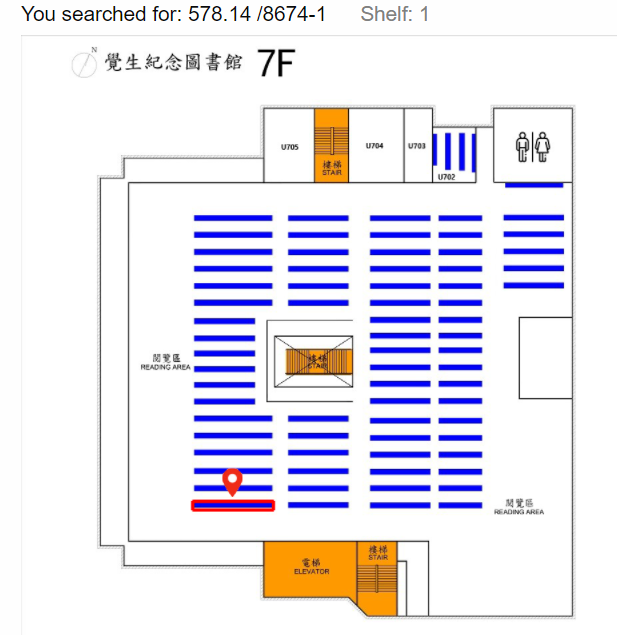 You searched for: 578.14 /8674-1 Shelf: 1
N
覺生紀念圖書館 7F
U705
樓梯
STAIR
U704
U703
U702
閱覽區
READING AREA
樓梯
STAIR
閱覽區
READING AREA
電梯
ELEVATOR
樓梯
STAIR